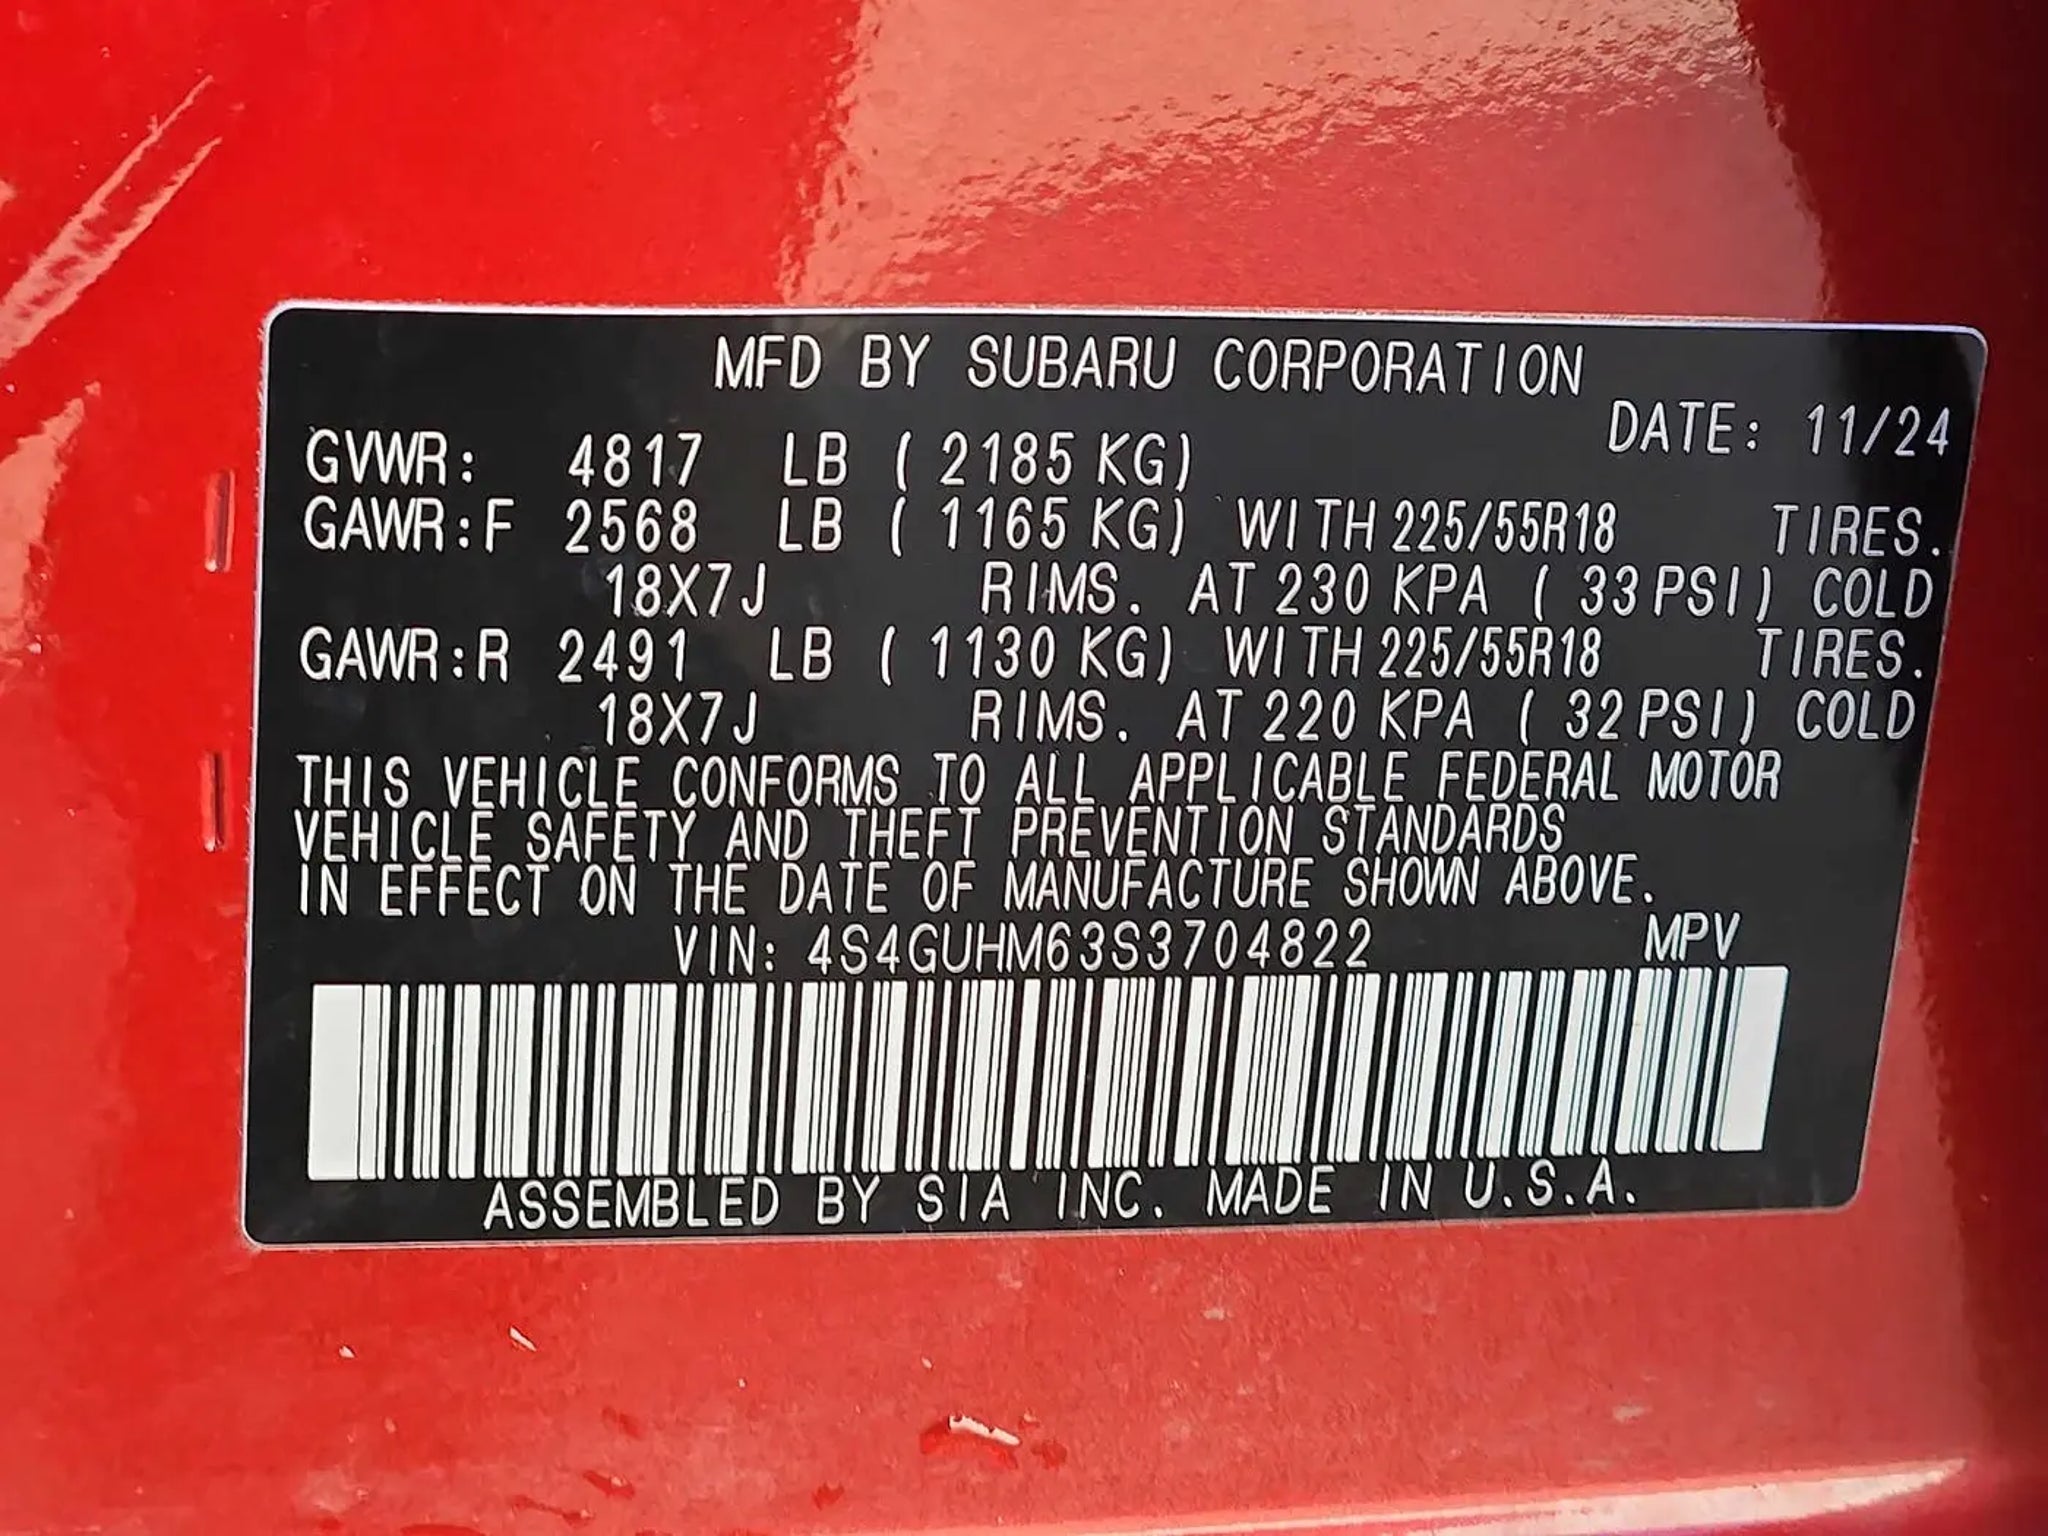 MFD BY SUBARU CORPORATION
DATE: 11/24
GVWR: 4817 LB ( 2185 KG)
GAWR:F 2568 LB ( 1165 KG) WITH 225/55R18 TIRES.
18X7J RIMS. AT 230 KPA ( 33 PSI) COLD
GAWR:R 2491 LB ( 1130 KG) WITH 225/55R18 TIRES.
18X7J RIMS. AT 220 KPA ( 32 PSI) COLD
THIS VEHICLE CONFORMS TO ALL APPLICABLE FEDERAL MOTOR
VEHICLE SAFETY AND THEFT PREVENTION STANDARDS
IN EFFECT ON THE DATE OF MANUFACTURE SHOWN ABOVE.
VIN: 4S4GUHM63S3704822 MPV
ASSEMBLED BY SIA INC. MADE IN U.S.A.